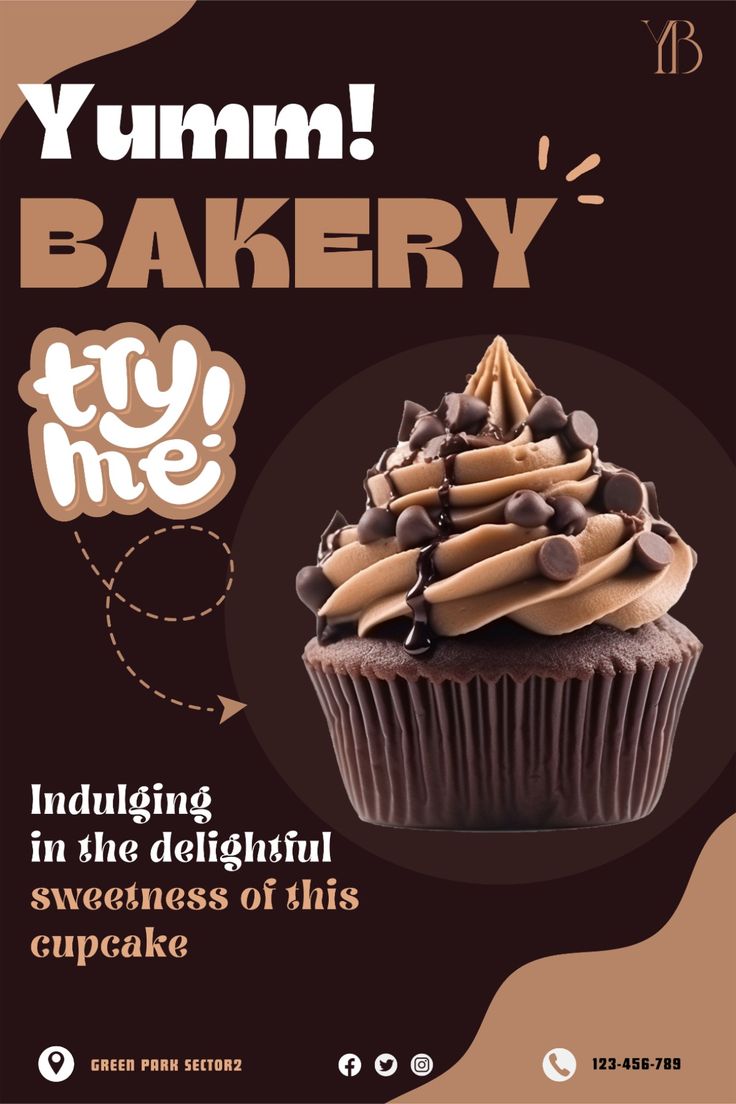 YB
Yumm!
BAKERY
try
me!
Indulging
in the delightful
sweetness of this
cupcake
GREEN PARK SECTOR2
123-456-789